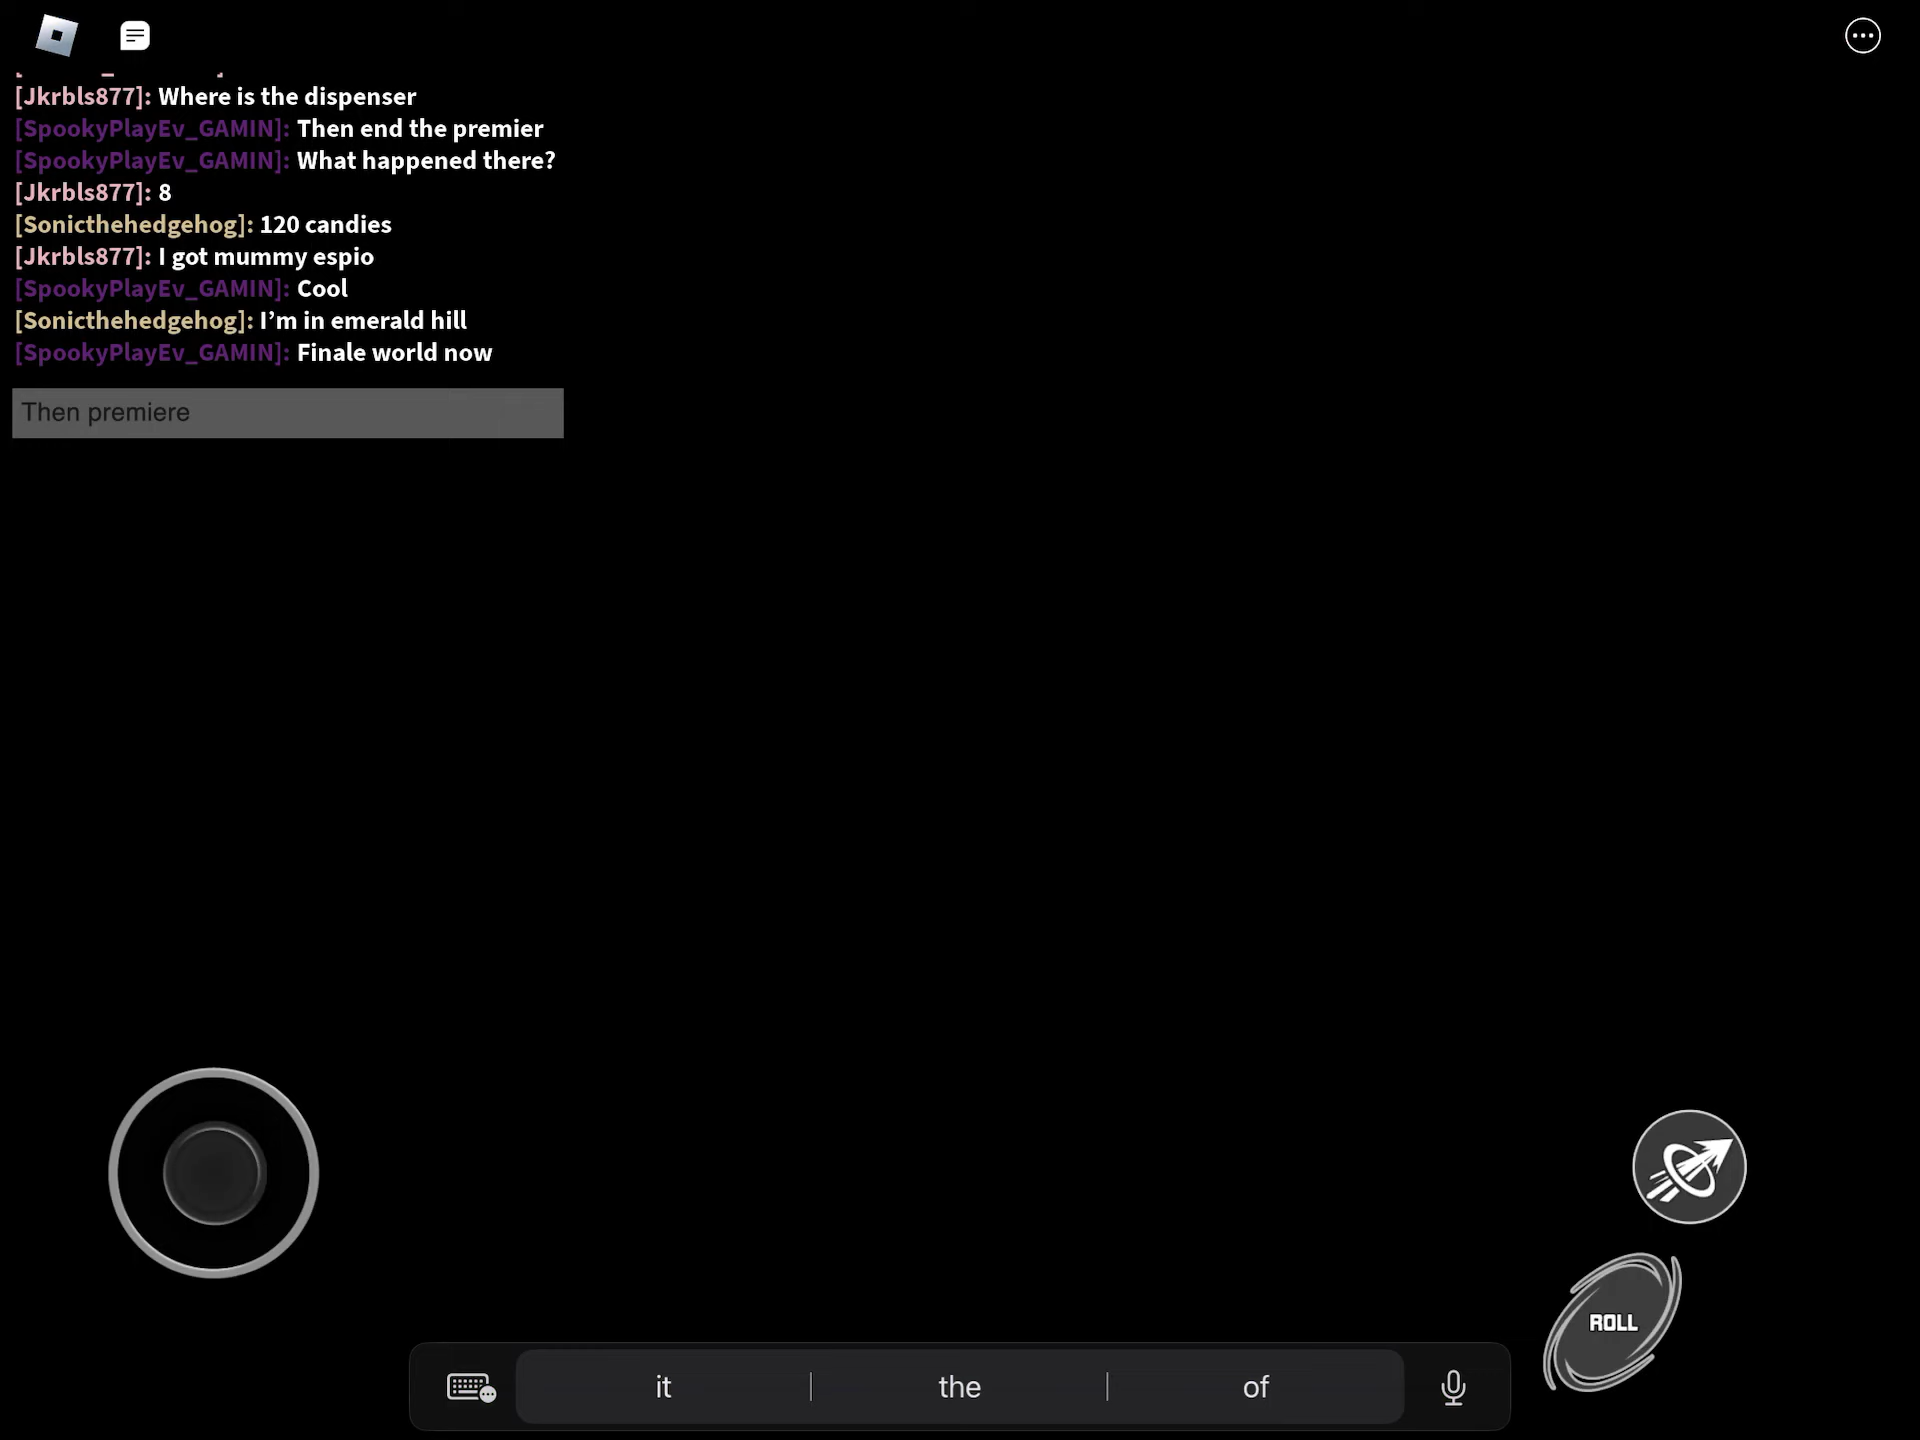 [Jkrbls877]: Where is the dispenser
[SpookyPlayEv_GAMIN]: Then end the premier
[SpookyPlayEv_GAMIN]: What happened there?
[Jkrbls877]: 8
[Sonicthehedgehog]: 120 candies
[Jkrbls877]: I got mummy espio
[SpookyPlayEv_GAMIN]: Cool
[Sonicthehedgehog]: I’m in emerald hill
[SpookyPlayEv_GAMIN]: Finale world now
Then premiere
ROLL
it the of